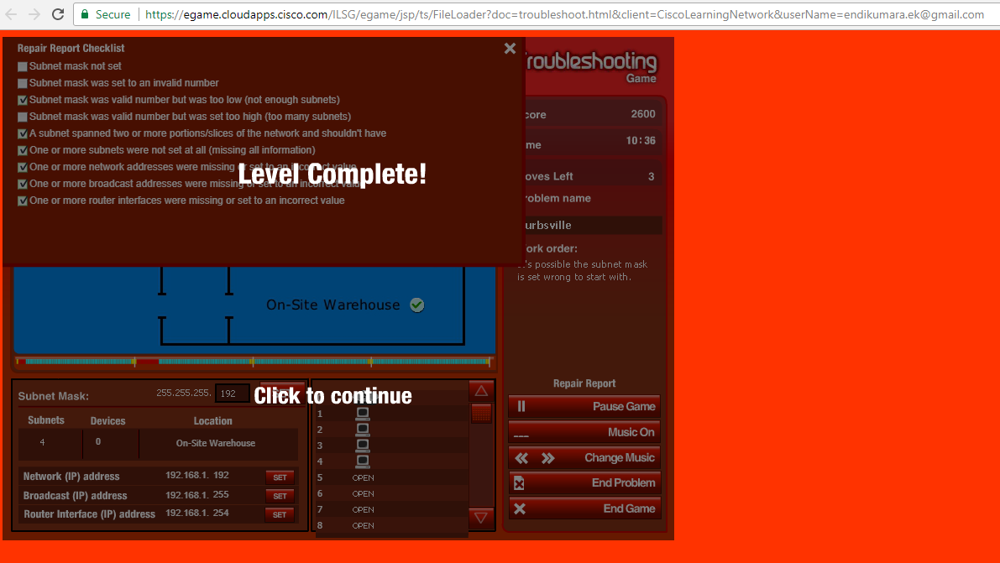 Secure
https://egame.cloudapps.cisco.com/ILSG/egame/jsp/ts/FileLoader?doc=troubleshoot.html&client=CiscoLearningNetwork&userName=endikumara.ek@gmail.com
Repair Report Checklist
Subnet mask not set
Subnet mask was set to an invalid number
Subnet mask was valid number but was too low (not enough subnets)
Subnet mask was valid number but was set too high (too many subnets)
A subnet spanned two or more portions/slices of the network and shouldn't have
One or more subnets were not set at all (missing all information)
One or more network addresses were missing or set to an incorrect value
One or more broadcast addresses were missing or set to an incorrect value
One or more router interfaces were missing or set to an incorrect value
Level Complete!
roubleshooting
Game
core 2600
me 10:36
oves Left 3
roblem name
urbsville
ork order:
's possible the subnet mask
is set wrong to start with.
On-Site Warehouse
Click to continue
Subnet Mask: 255.255.255. 192
Subnets Devices Location
4 0 On-Site Warehouse
Network (IP) address 192.168.1. 192 SET
Broadcast (IP) address 192.168.1. 255 SET
Router Interface (IP) address 192.168.1. 254 SET
1
2
3
4
5 OPEN
6 OPEN
7 OPEN
8 OPEN
Repair Report
Pause Game
Music On
Change Music
End Problem
End Game